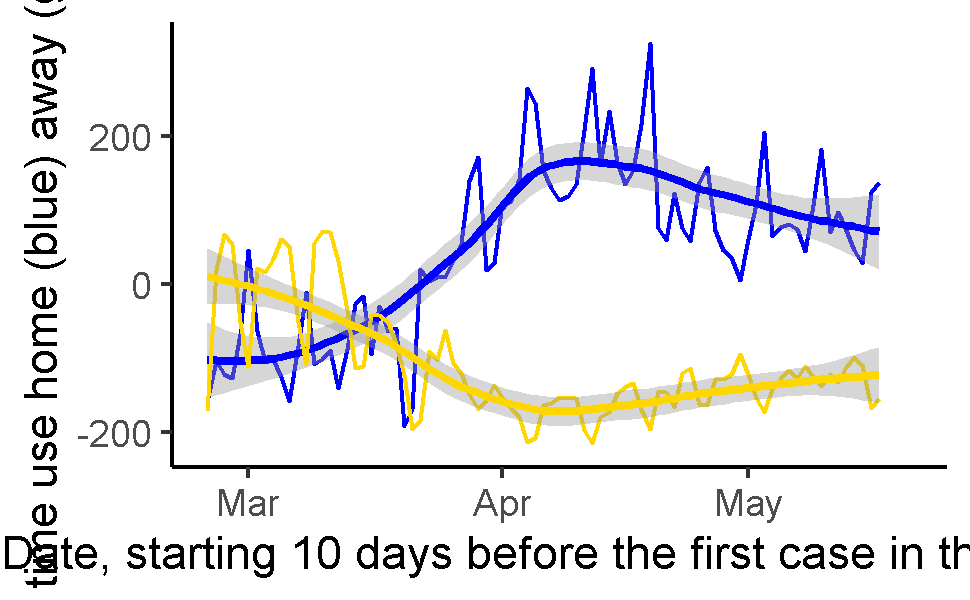 time use home (blue) away (
200
0
-200
Mar Apr May
Date, starting 10 days before the first case in th